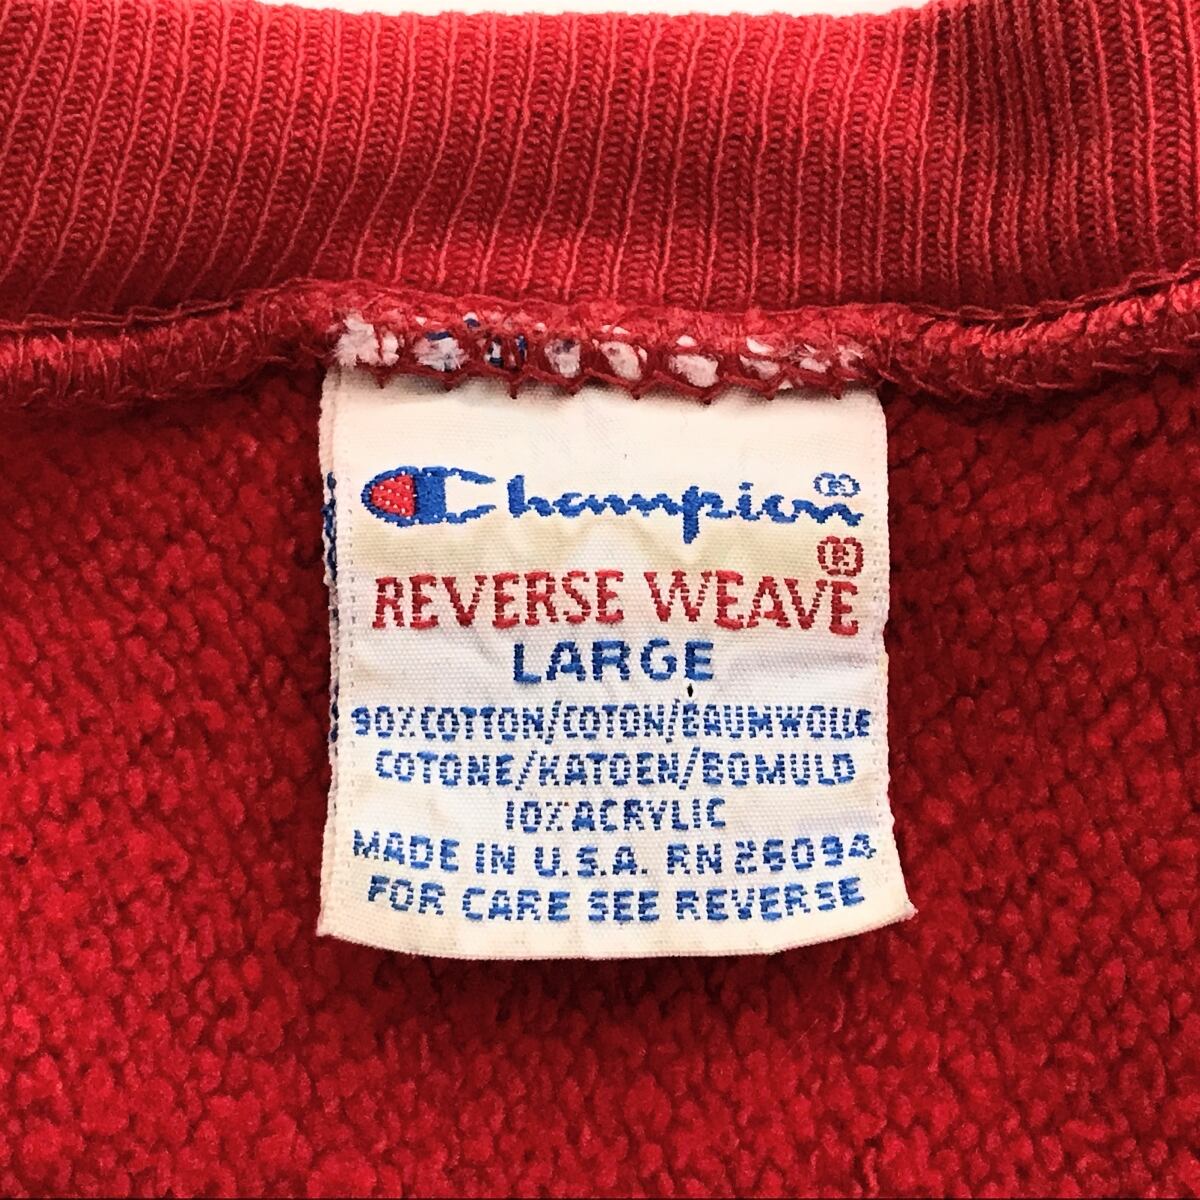 Champion®
REVERSE WEAVE®
LARGE
90% COTTON/COTON/BAUMWOLLE
COTONE/KATOEN/BOMULD
10% ACRYLIC
MADE IN U.S.A. RN 26094
FOR CARE SEE REVERSE